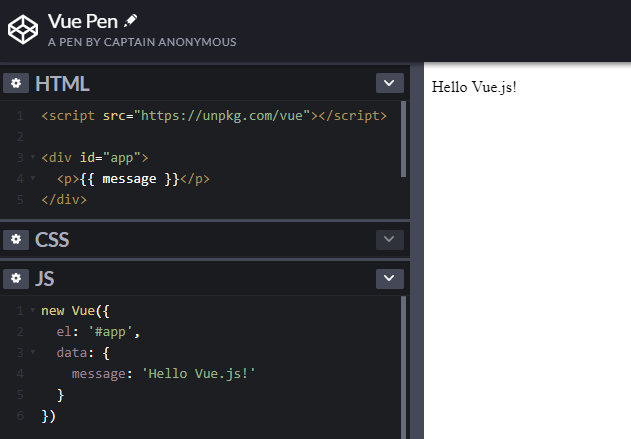 Vue Pen
A PEN BY CAPTAIN ANONYMOUS
HTML
1 <script src="https://unpkg.com/vue"></script>
2
3 <div id="app">
4   <p>{{ message }}</p>
5 </div>
CSS
JS
1 new Vue({
2   el: '#app',
3   data: {
4     message: 'Hello Vue.js!'
5   }
6 })
Hello Vue.js!